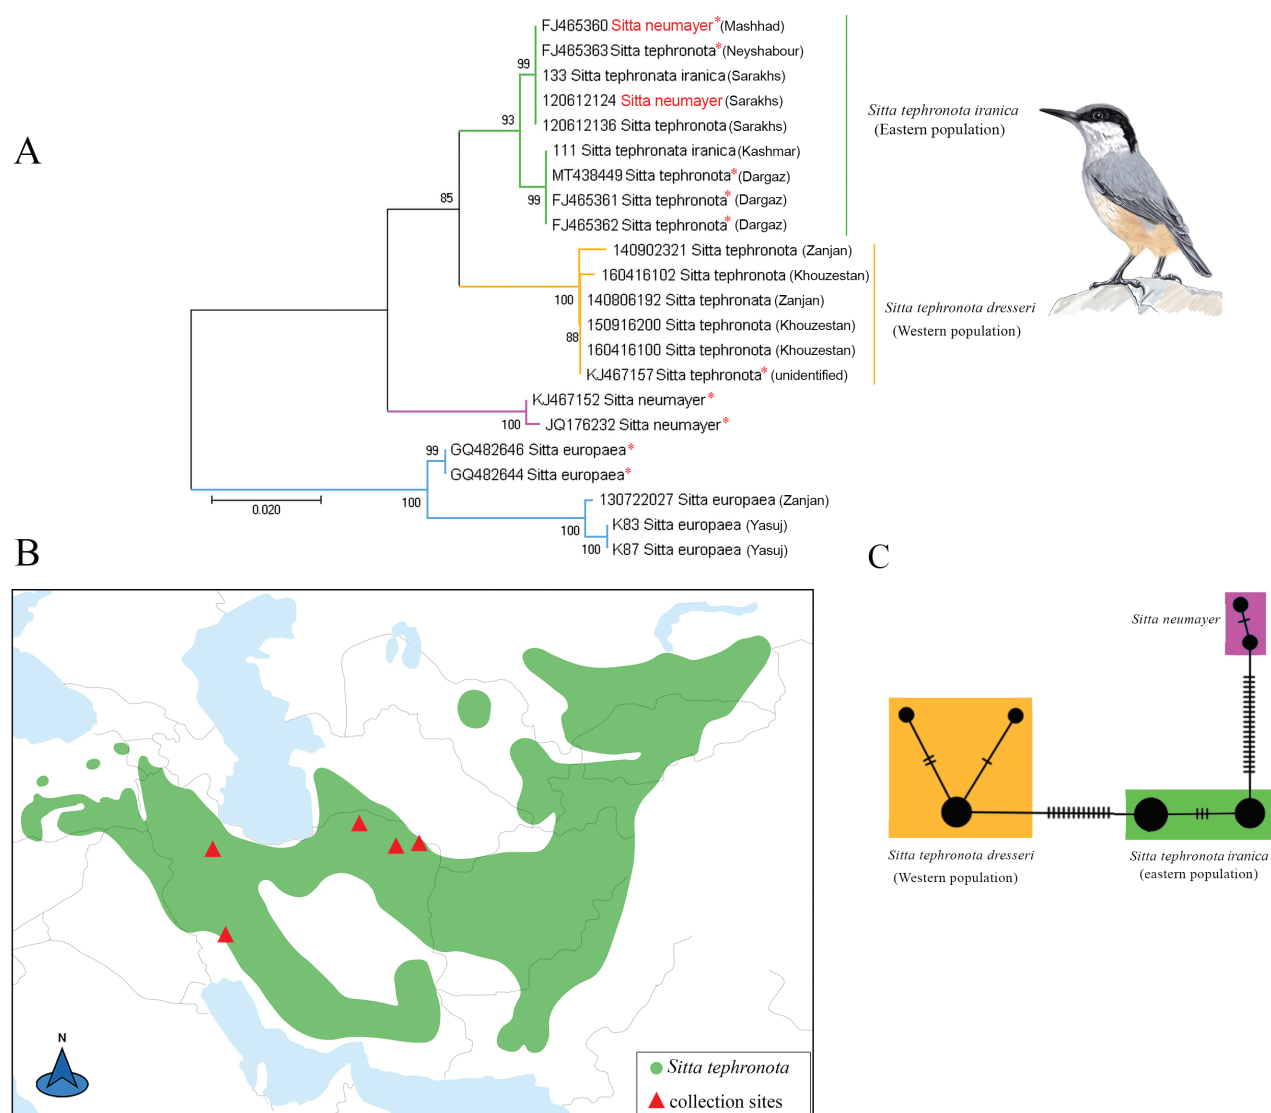 A
FJ465360 Sitta neumayer* (Mashhad)
FJ465363 Sitta tephronota* (Neyshabour)
99
133 Sitta tephronata iranica (Sarakhs)
120612124 Sitta neumayer (Sarakhs)
93
120612136 Sitta tephronota (Sarakhs)
111 Sitta tephronata iranica (Kashmar)
MT438449 Sitta tephronota* (Dargaz)
99
FJ465361 Sitta tephronota* (Dargaz)
FJ465362 Sitta tephronota* (Dargaz)
85
Sitta tephronota iranica
(Eastern population)
140902321 Sitta tephronota (Zanjan)
160416102 Sitta tephronota (Khouzestan)
100
140806192 Sitta tephronata (Zanjan)
150916200 Sitta tephronota (Khouzestan)
88
160416100 Sitta tephronota (Khouzestan)
KJ467157 Sitta tephronota* (unidentified)
Sitta tephronota dresseri
(Western population)
KJ467152 Sitta neumayer*
100
JQ176232 Sitta neumayer*
99
GQ482646 Sitta europaea*
GQ482644 Sitta europaea*
100
130722027 Sitta europaea (Zanjan)
100
K83 Sitta europaea (Yasuj)
100
K87 Sitta europaea (Yasuj)
0.020
B
N
Sitta tephronota
collection sites
C
Sitta neumayer
Sitta tephronota dresseri
(Western population)
Sitta tephronota iranica
(eastern population)